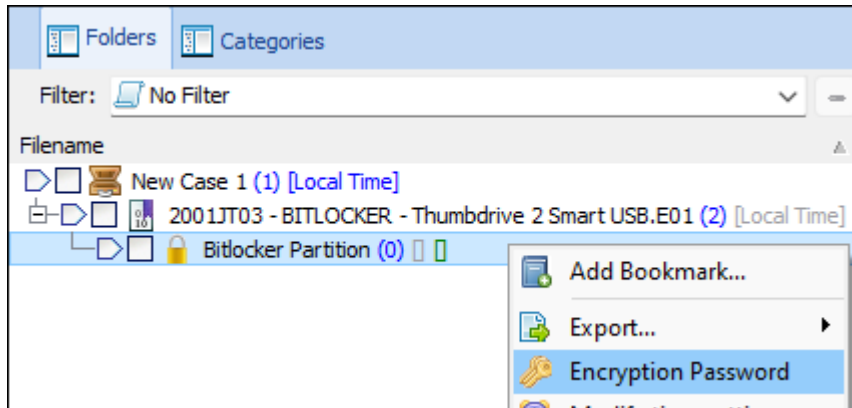 Folders Categories
Filter: No Filter
Filename
New Case 1 (1) [Local Time]
2001JT03 - BITLOCKER - Thumbdrive 2 Smart USB.E01 (2) [Local Time]
Bitlocker Partition (0)
Add Bookmark...
Export...
Encryption Password